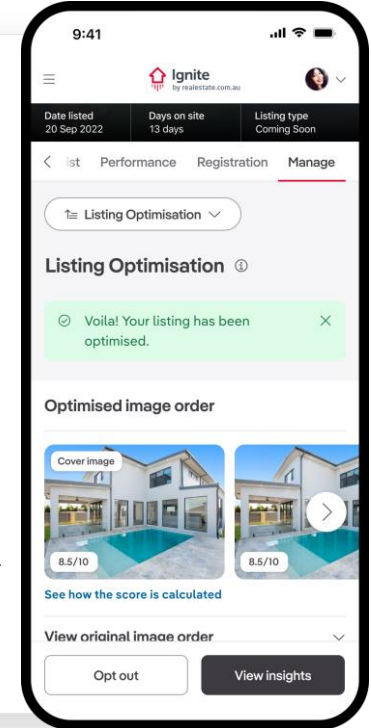 9:41
Ignite
by realestate.com.au
Date listed
20 Sep 2022
Days on site
13 days
Listing type
Coming Soon
ist Performance Registration Manage
Listing Optimisation
Listing Optimisation
Voila! Your listing has been
optimised.
Optimised image order
Cover image
8.5/10
8.5/10
See how the score is calculated
View original image order
Opt out
View insights